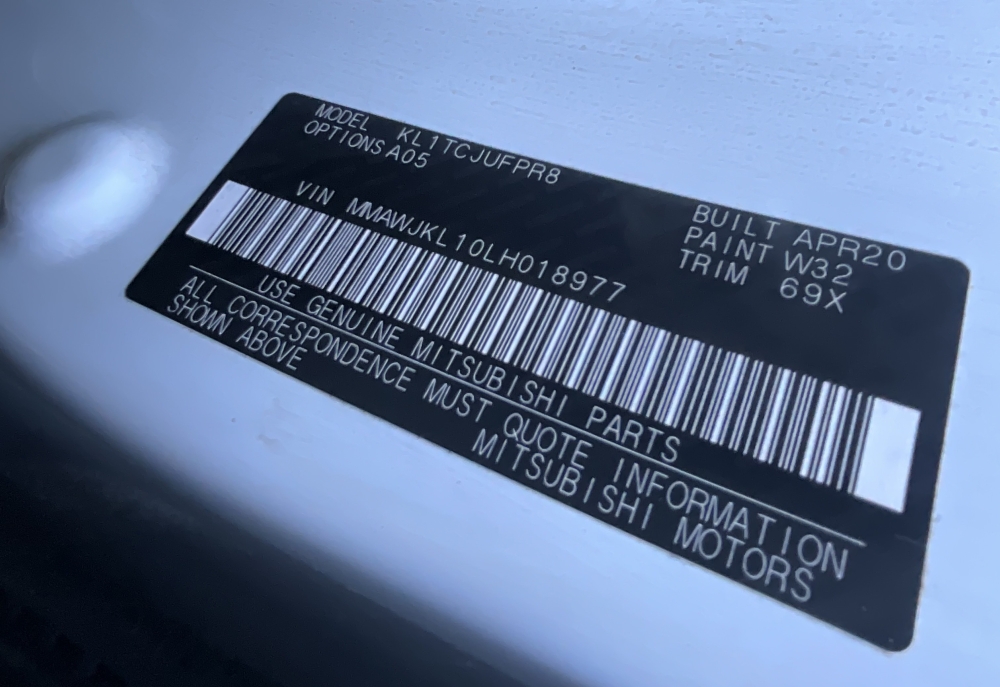 MODEL KL1TCJUFPR8
OPTIONS A05
BUILT APR20
PAINT W32
TRIM 69X
VIN MMAWJKL10LH018977
USE GENUINE MITSUBISHI PARTS
ALL CORRESPONDENCE MUST QUOTE INFORMATION
SHOWN ABOVE MITSUBISHI MOTORS